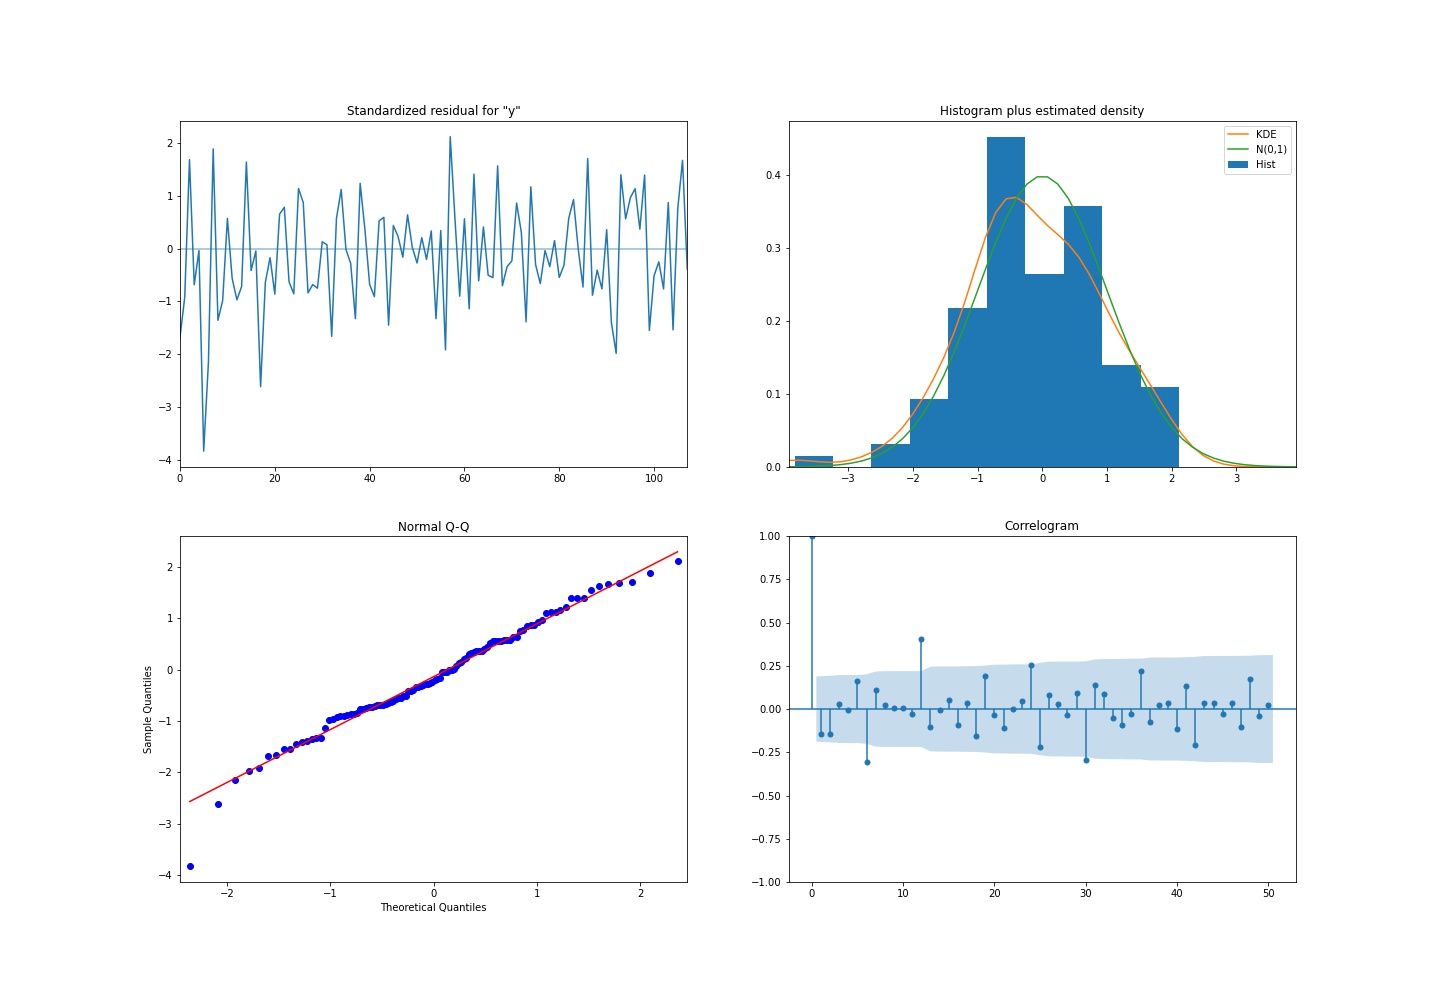 Standardized residual for "y"
2
1
0
−1
−2
−3
−4
0 20 40 60 80 100
Histogram plus estimated density
KDE
N(0,1)
Hist
0.4
0.3
0.2
0.1
0.0
−3 −2 −1 0 1 2 3
Normal Q-Q
Sample Quantiles
2
1
0
−1
−2
−3
−4
−2 −1 0 1 2
Theoretical Quantiles
Correlogram
1.00
0.75
0.50
0.25
0.00
−0.25
−0.50
−0.75
−1.00
0 10 20 30 40 50